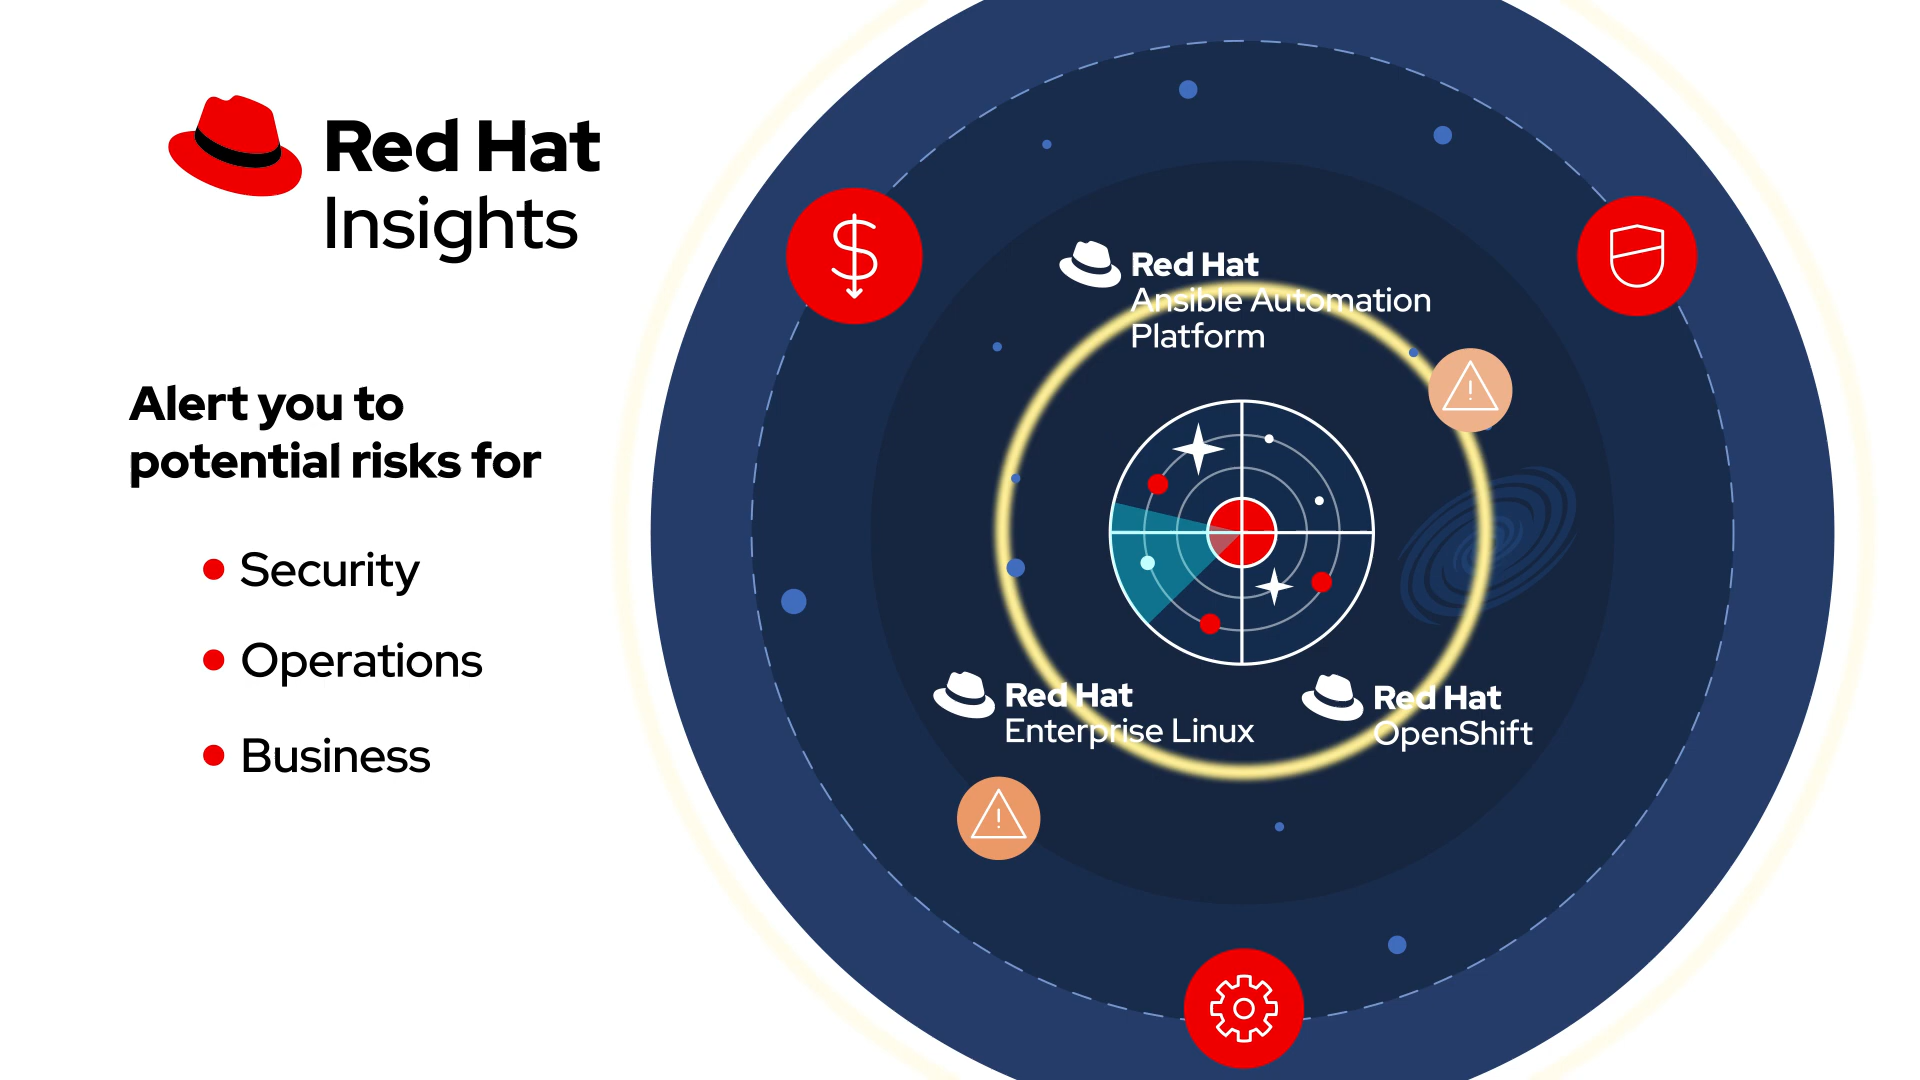 Red Hat
Insights
Alert you to
potential risks for
Security
Operations
Business
Red Hat
Ansible Automation
Platform
Red Hat
Enterprise Linux
Red Hat
OpenShift